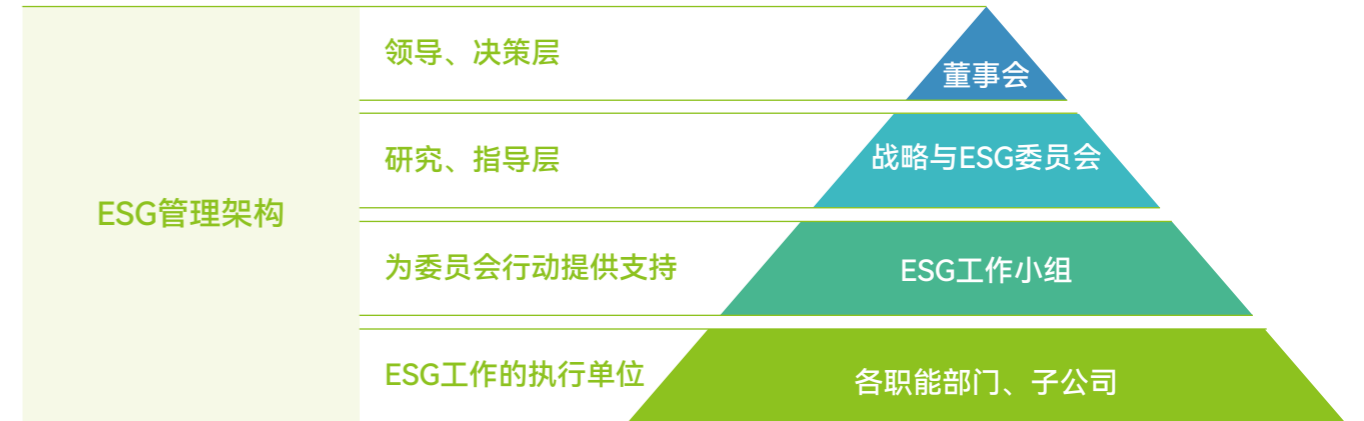 ESG管理架构
领导、决策层
董事会
研究、指导层
战略与ESG委员会
为委员会行动提供支持
ESG工作小组
ESG工作的执行单位
各职能部门、子公司